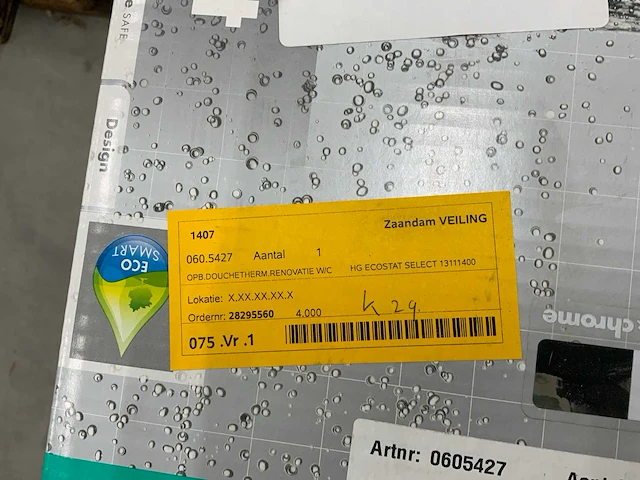 e SAFE
Design
ECO
SMART
1407
Zaandam VEILING
060.5427 Aantal 1
OPB.DOUCHETHERM.RENOVATIE W/C HG ECOSTAT SELECT 13111400
Lokatie: X.XX.XX.XX.X
Ordernr: 28295560 4.000
K 29
075 .Vr .1
chrome
Artnr: 0605427